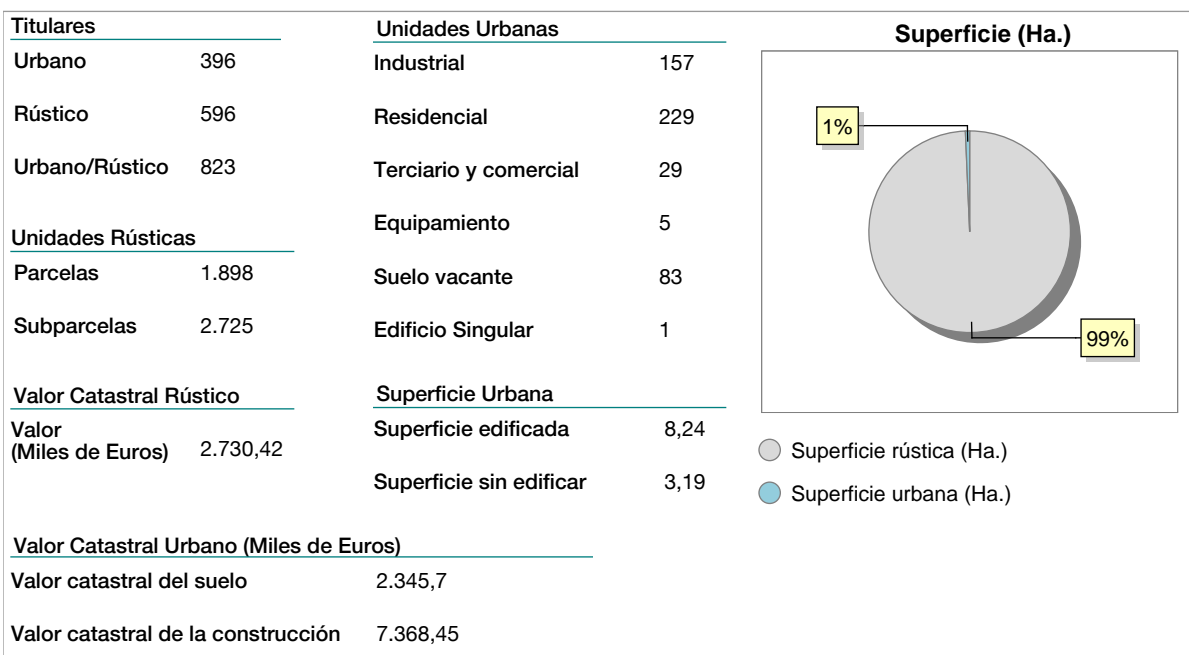 Titulares
Urbano 396
Rústico 596
Urbano/Rústico 823
Unidades Rústicas
Parcelas 1.898
Subparcelas 2.725
Valor Catastral Rústico
Valor
(Miles de Euros) 2.730,42
Unidades Urbanas
Industrial 157
Residencial 229
Terciario y comercial 29
Equipamiento 5
Suelo vacante 83
Edificio Singular 1
Superficie Urbana
Superficie edificada 8,24
Superficie sin edificar 3,19
Valor Catastral Urbano (Miles de Euros)
Valor catastral del suelo 2.345,7
Valor catastral de la construcción 7.368,45
Superficie (Ha.)
1%
99%
Superficie rústica (Ha.)
Superficie urbana (Ha.)